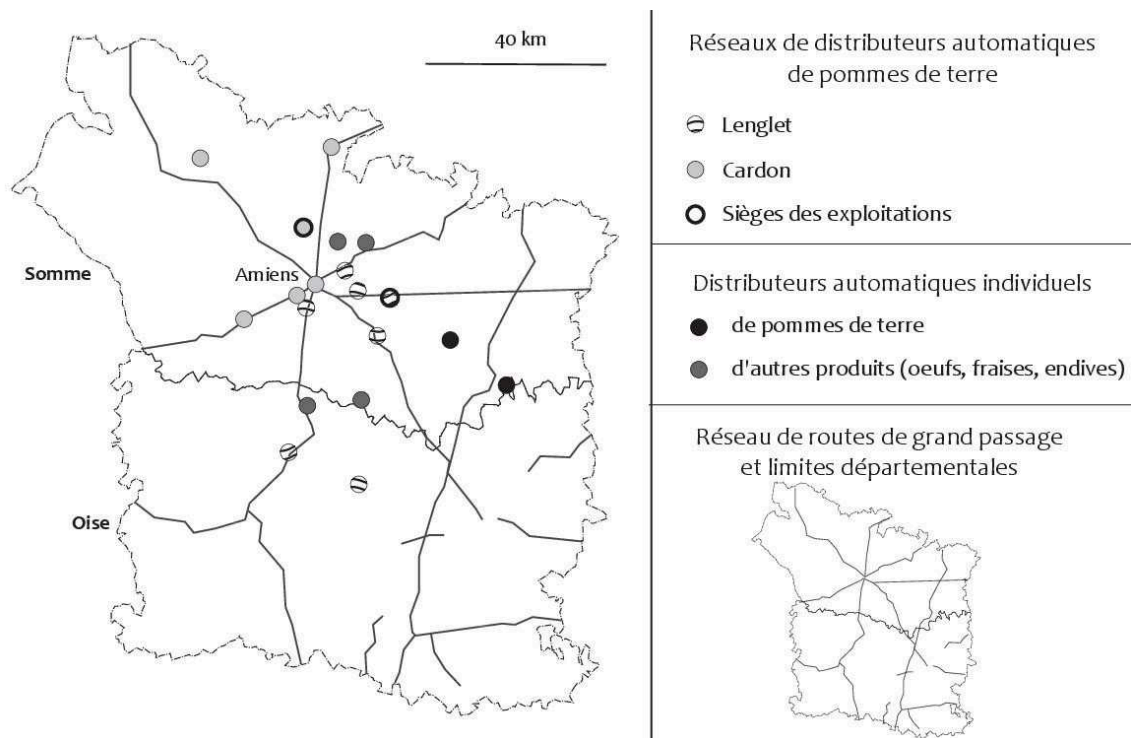 40 km
Somme
Amiens
Oise
Réseaux de distributeurs automatiques
de pommes de terre
Lenglet
Cardon
Sièges des exploitations
Distributeurs automatiques individuels
de pommes de terre
d'autres produits (oeufs, fraises, endives)
Réseau de routes de grand passage
et limites départementales